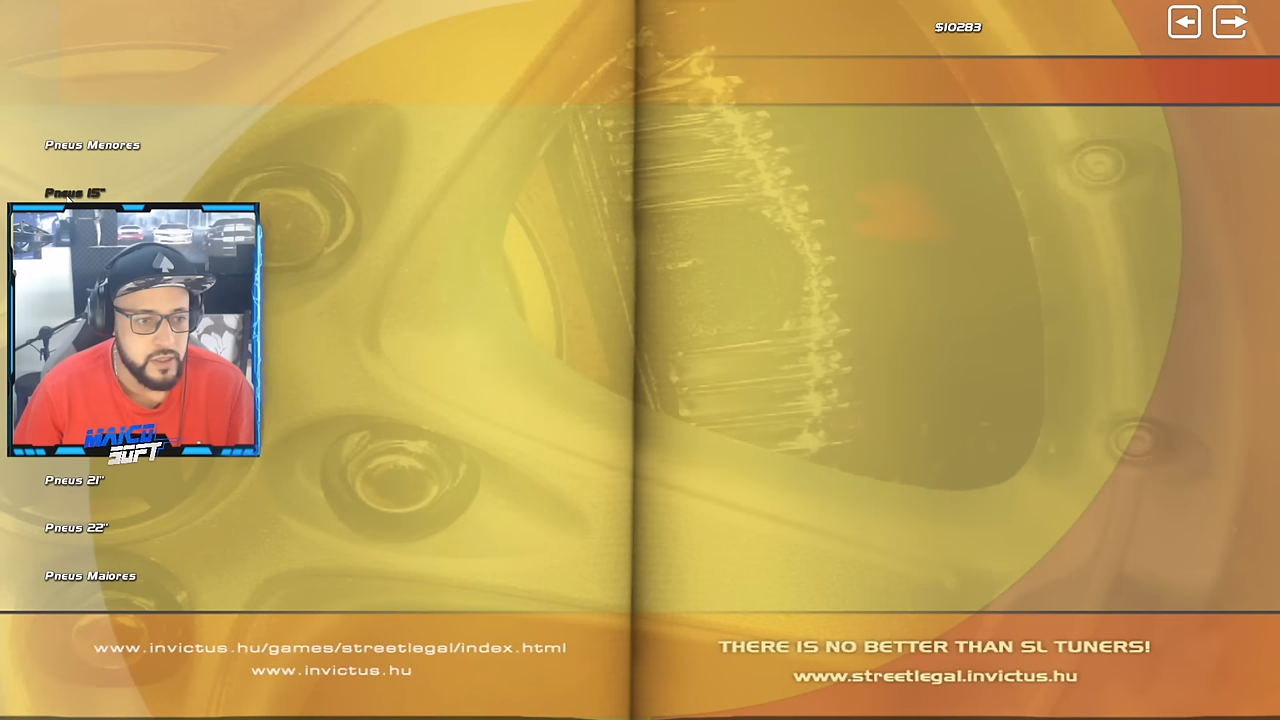 $10283
Pneus Menores
Pneus 15"
MAICO
SOFT
Pneus 21"
Pneus 22"
Pneus Maiores
www.invictus.hu/games/streetlegal/index.html
www.invictus.hu
THERE IS NO BETTER THAN SL TUNERS!
www.streetlegal.invictus.hu